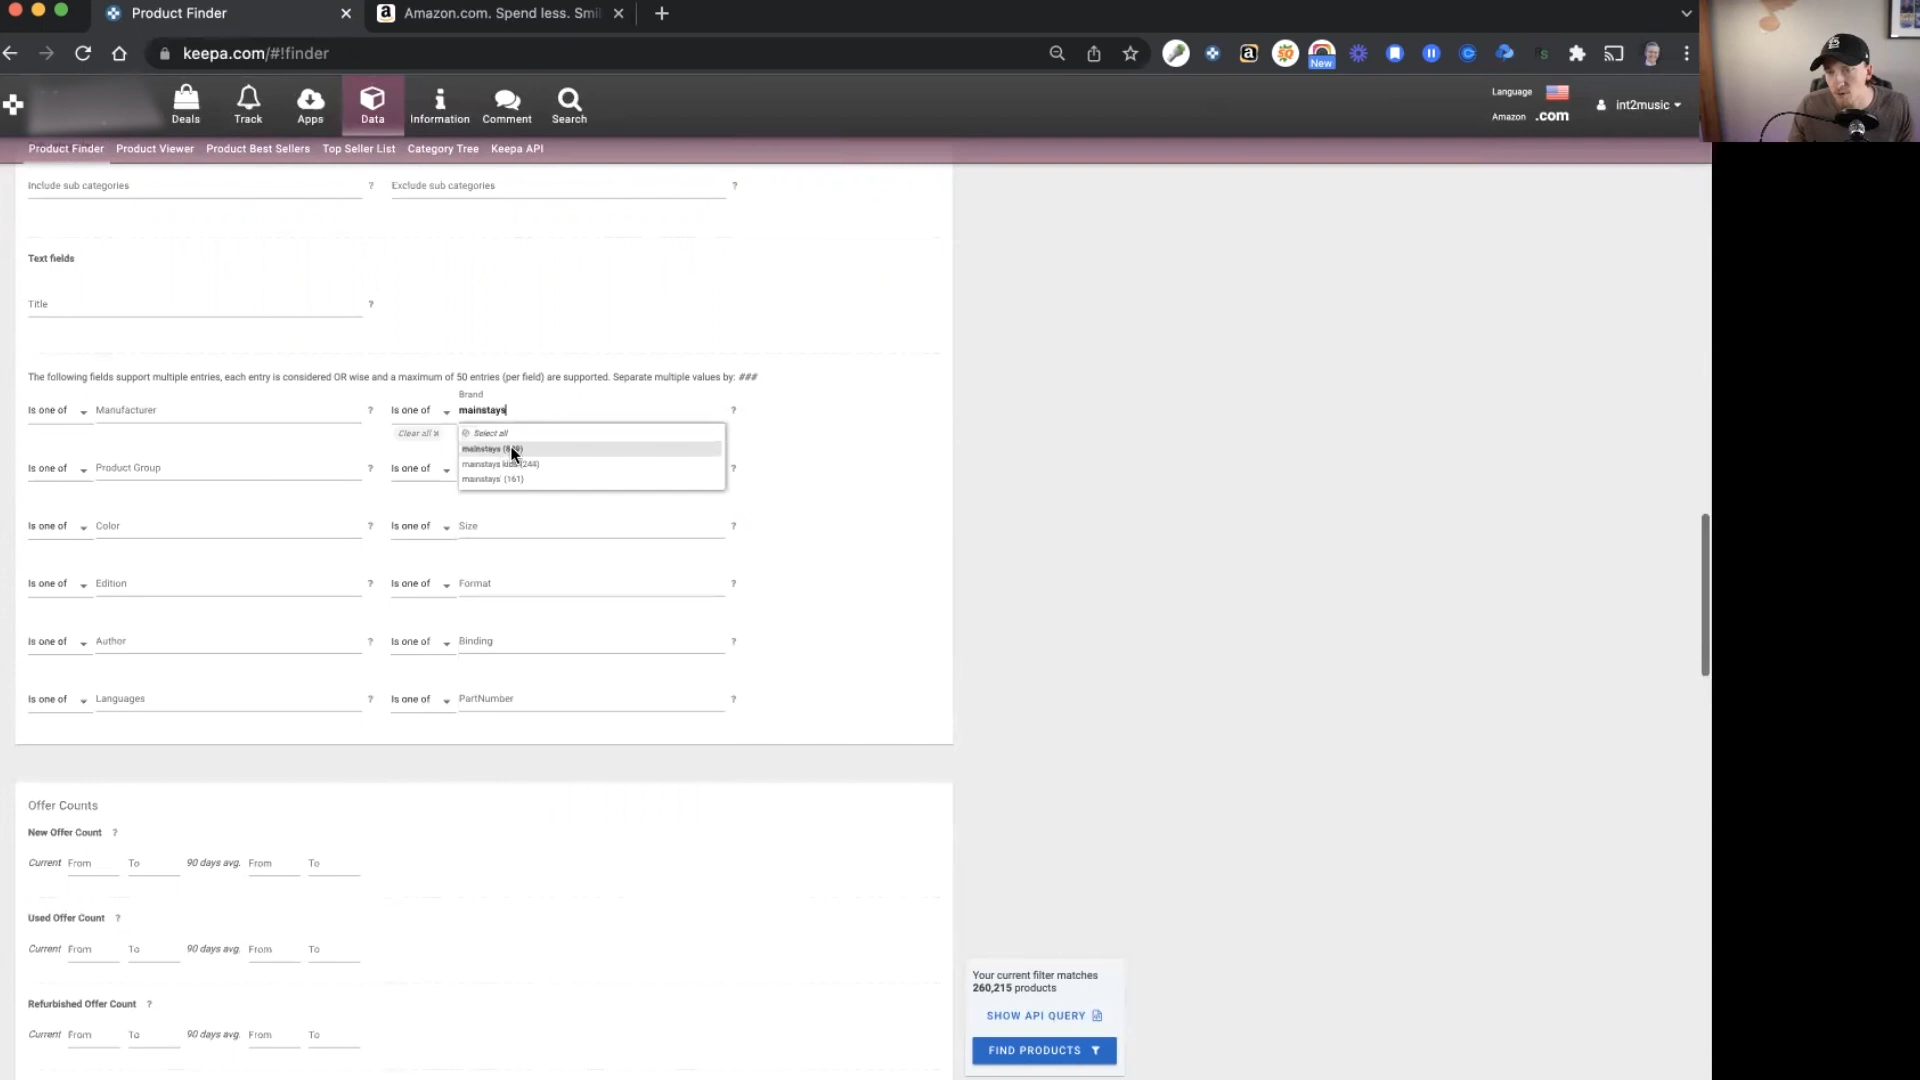 Product Finder
Amazon.com. Spend less. Smi
keepa.com/#!finder
New
Deals
Track
Apps
Data
Information
Comment
Search
Language
Amazon .com
int2music
Product Finder
Product Viewer
Product Best Sellers
Top Seller List
Category Tree
Keepa API
Include sub categories ?
Exclude sub categories ?
Text fields
Title ?
The following fields support multiple entries, each entry is considered OR wise and a maximum of 50 entries (per field) are supported. Separate multiple values by: ###
Brand
Is one of Manufacturer ? Is one of mainstays ?
Clear all
Select all
mainstays
mainstays kids (244)
mainstays' (161)
Is one of Product Group ? Is one of ?
Is one of Color ? Is one of Size ?
Is one of Edition ? Is one of Format ?
Is one of Author ? Is one of Binding ?
Is one of Languages ? Is one of PartNumber ?
Offer Counts
New Offer Count ?
Current From To 90 days avg. From To
Used Offer Count ?
Current From To 90 days avg. From To
Refurbished Offer Count ?
Current From To 90 days avg. From To
Your current filter matches
260,215 products
SHOW API QUERY
FIND PRODUCTS